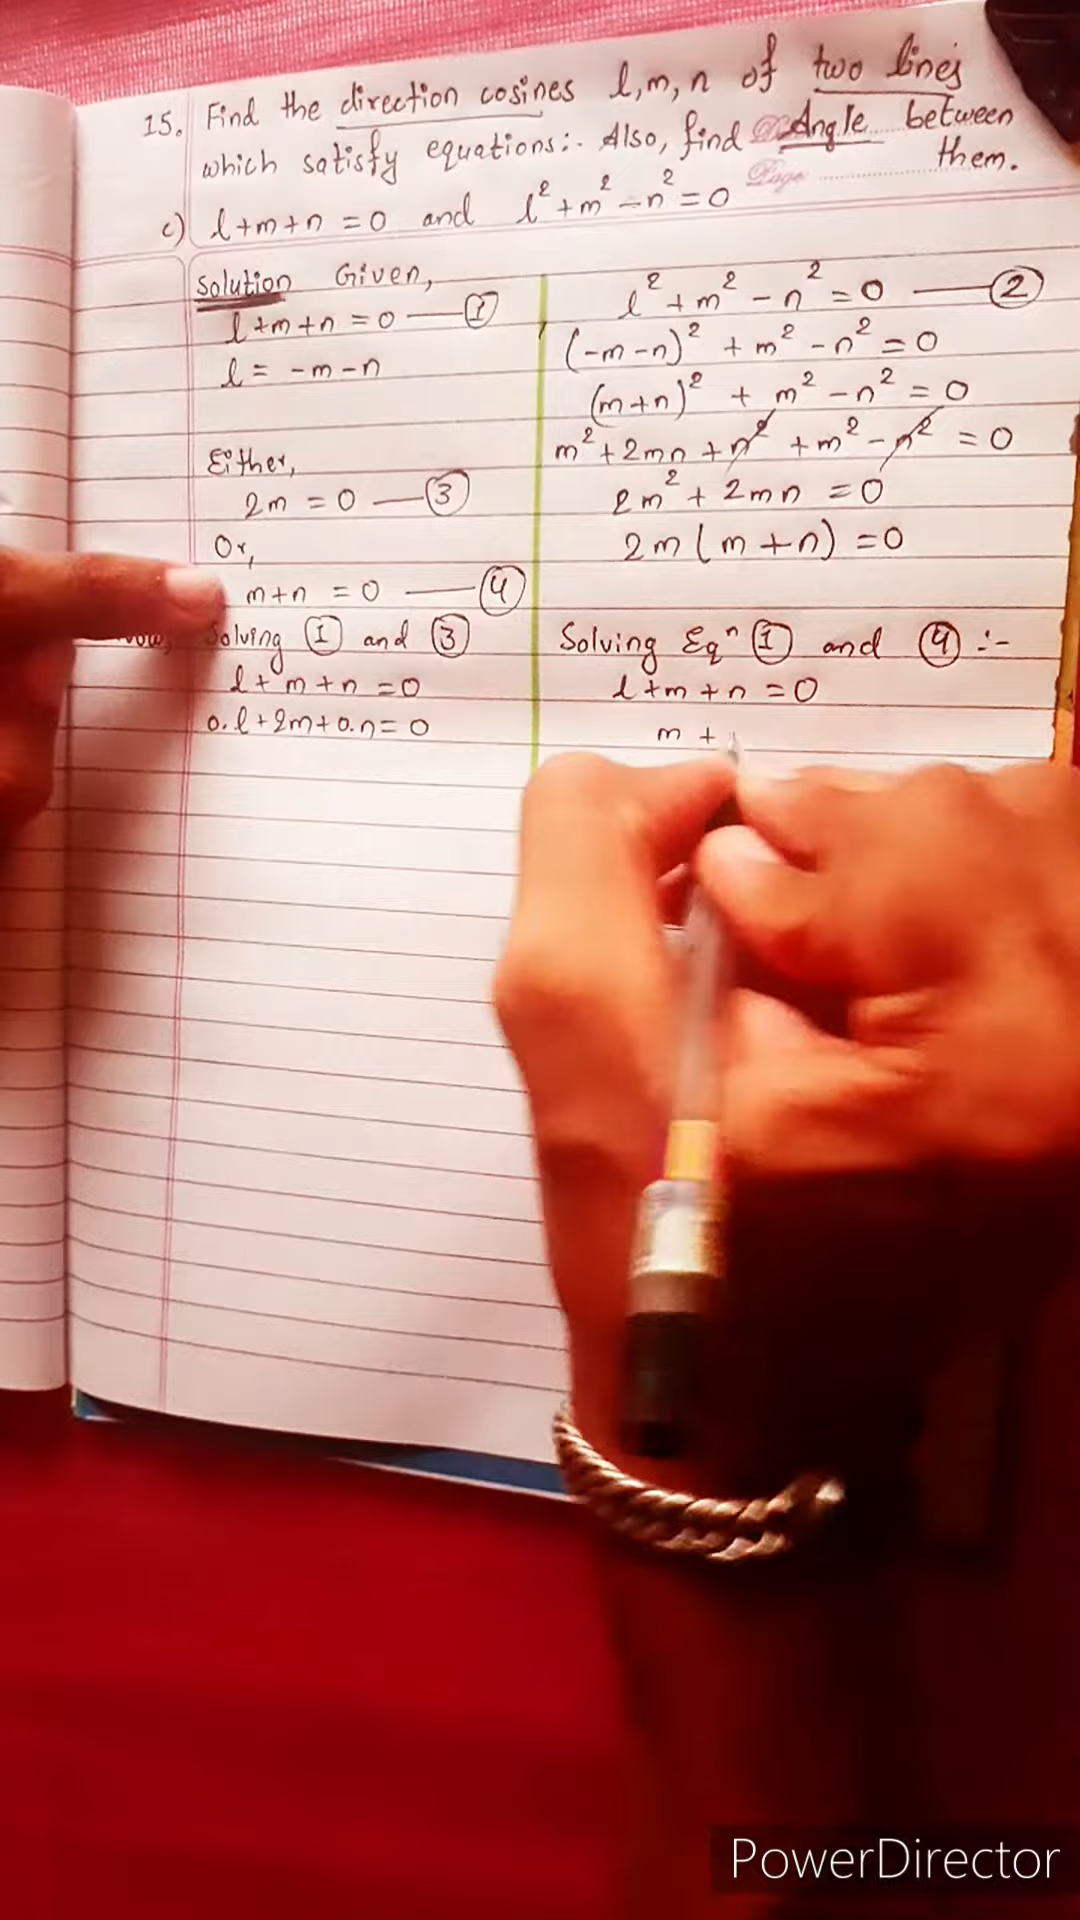 15. Find the direction cosines l, m, n of two lines
which satisfy equations:- Also, find Angle between
them.
Page:
c) l+m+n = 0 and l²+m²-n²=0
Solution Given,
l+m+n = 0 — ①
l = -m-n
Either,
2m = 0 — ③
Or,
m+n = 0 — ④
Now, Solving ① and ③
l+m+n = 0
0.l+2m+0.n= 0
l²+m²-n²=0 — ②
(-m-n)² + m²-n² = 0
(m+n)² + m²-n² = 0
m²+2mn+n² +m²-n² = 0
2m²+2mn = 0
2m(m+n) = 0
Solving Eqⁿ ① and ④ :-
l+m+n = 0
m +
PowerDirector